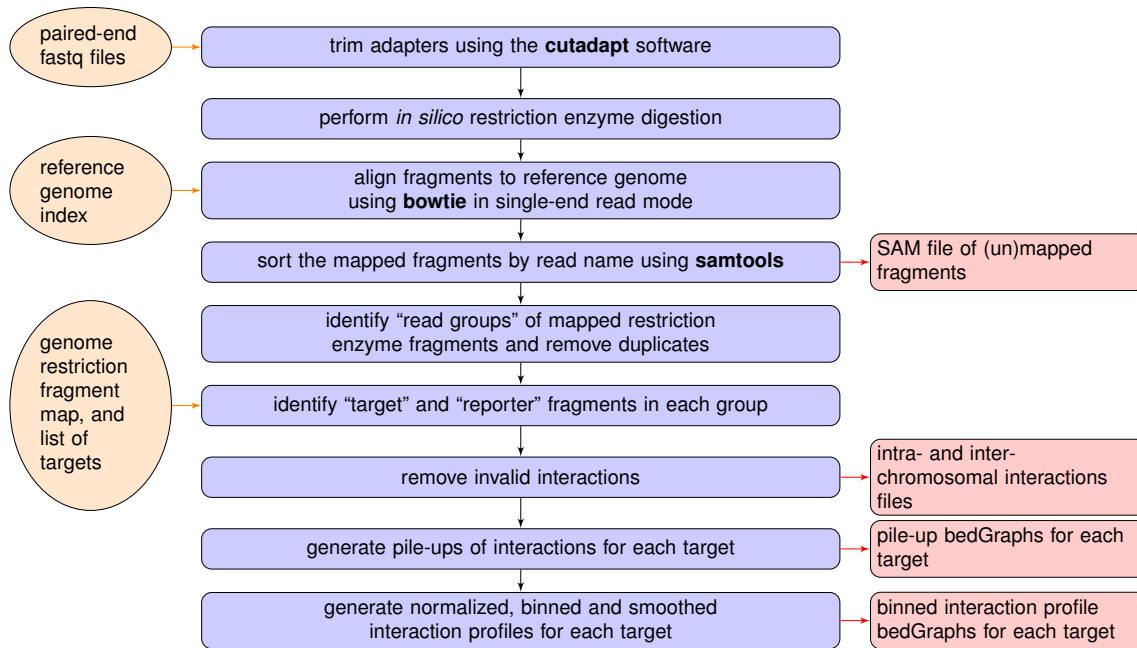 paired-end
fastq files
trim adapters using the cutadapt software
perform in silico restriction enzyme digestion
reference
genome
index
align fragments to reference genome
using bowtie in single-end read mode
sort the mapped fragments by read name using samtools
SAM file of (un)mapped
fragments
identify “read groups” of mapped restriction
enzyme fragments and remove duplicates
genome
restriction
fragment
map, and
list of
targets
identify “target” and “reporter” fragments in each group
remove invalid interactions
intra- and inter-
chromosomal interactions
files
generate pile-ups of interactions for each target
pile-up bedGraphs for each
target
generate normalized, binned and smoothed
interaction profiles for each target
binned interaction profile
bedGraphs for each target